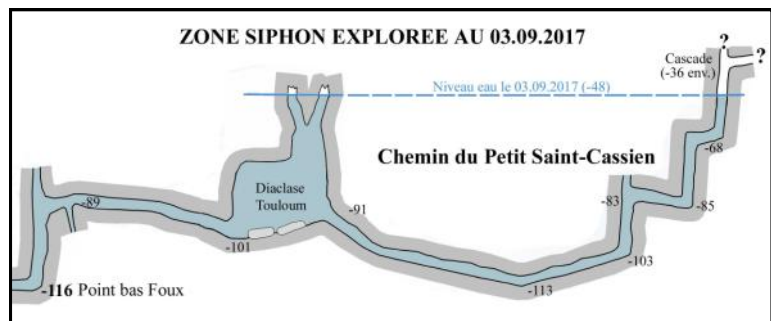 ZONE SIPHON EXPLOREE AU 03.09.2017
? ?
Cascade
(-36 env.)
Niveau eau le 03.09.2017 (-48)
Chemin du Petit Saint-Cassien
-68
Diaclase
Touloum
-89
-91
-83
-85
-101
-103
-116 Point bas Foux
-113